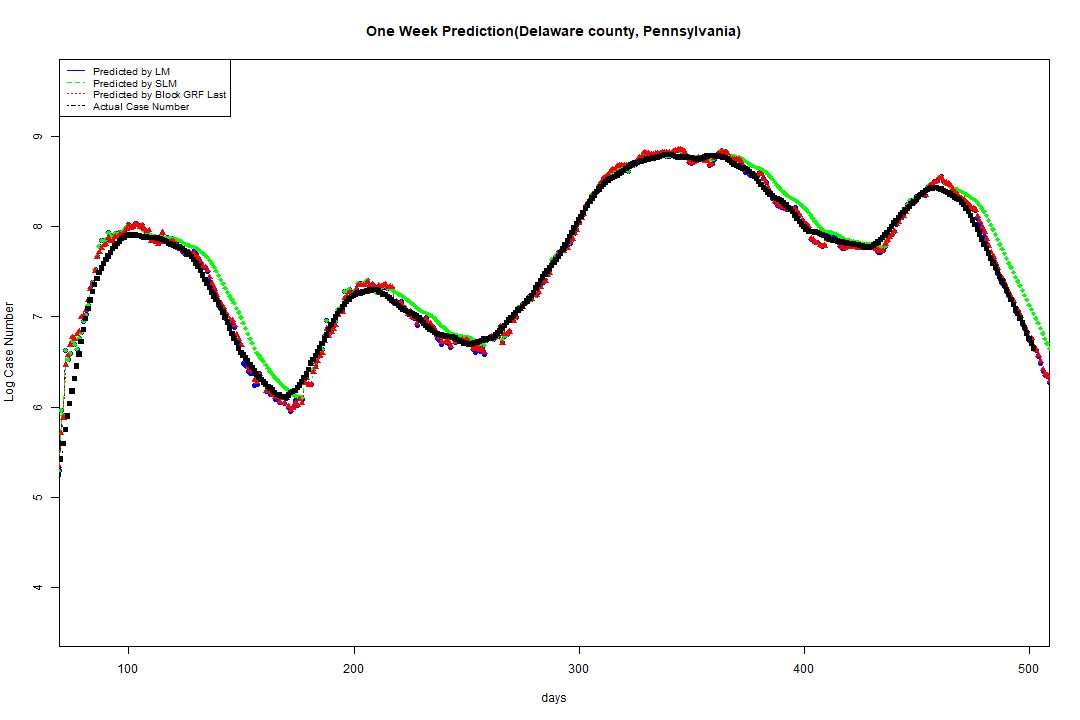 One Week Prediction(Delaware county, Pennsylvania)
Predicted by LM
Predicted by SLM
Predicted by Block GRF Last
Actual Case Number
9
8
7
6
5
4
Log Case Number
100 200 300 400 500
days